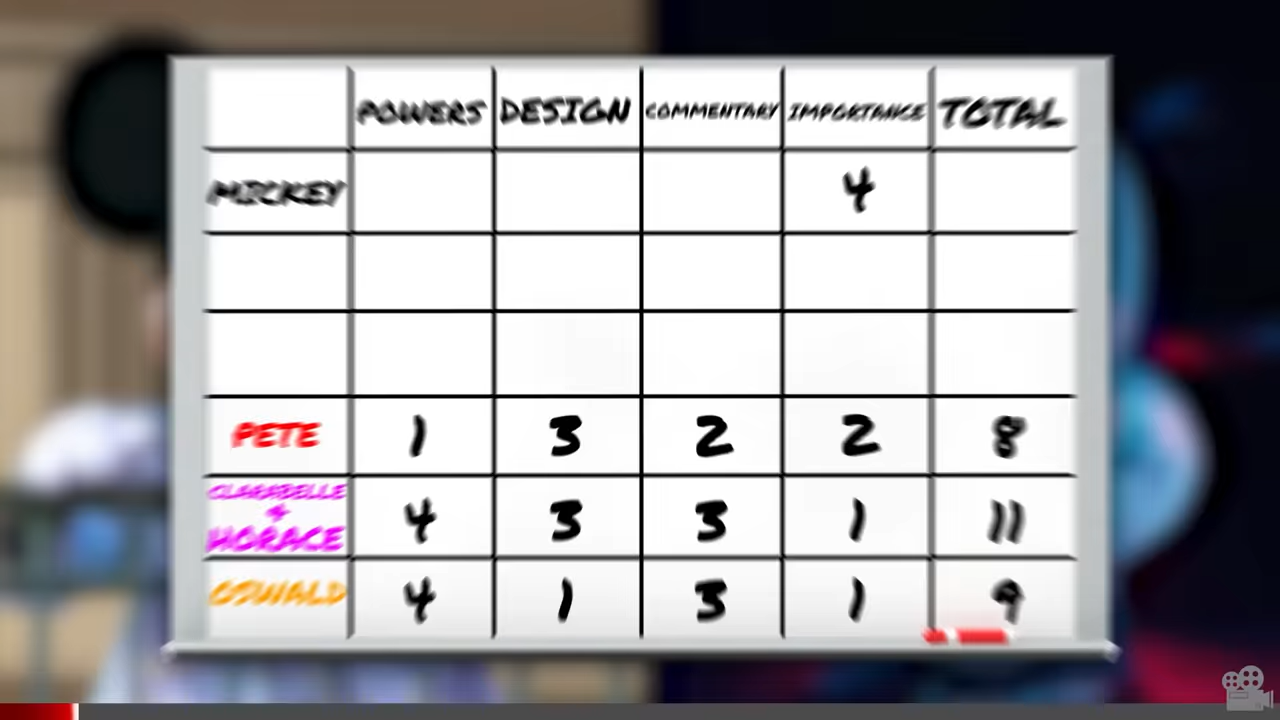 POWERS DESIGN COMMENTARY IMPORTANCE TOTAL
MICKEY 4
PETE 1 3 2 2 8
CLARABELLE
&
HORACE 4 3 3 1 11
OSWALD 4 1 3 1 9